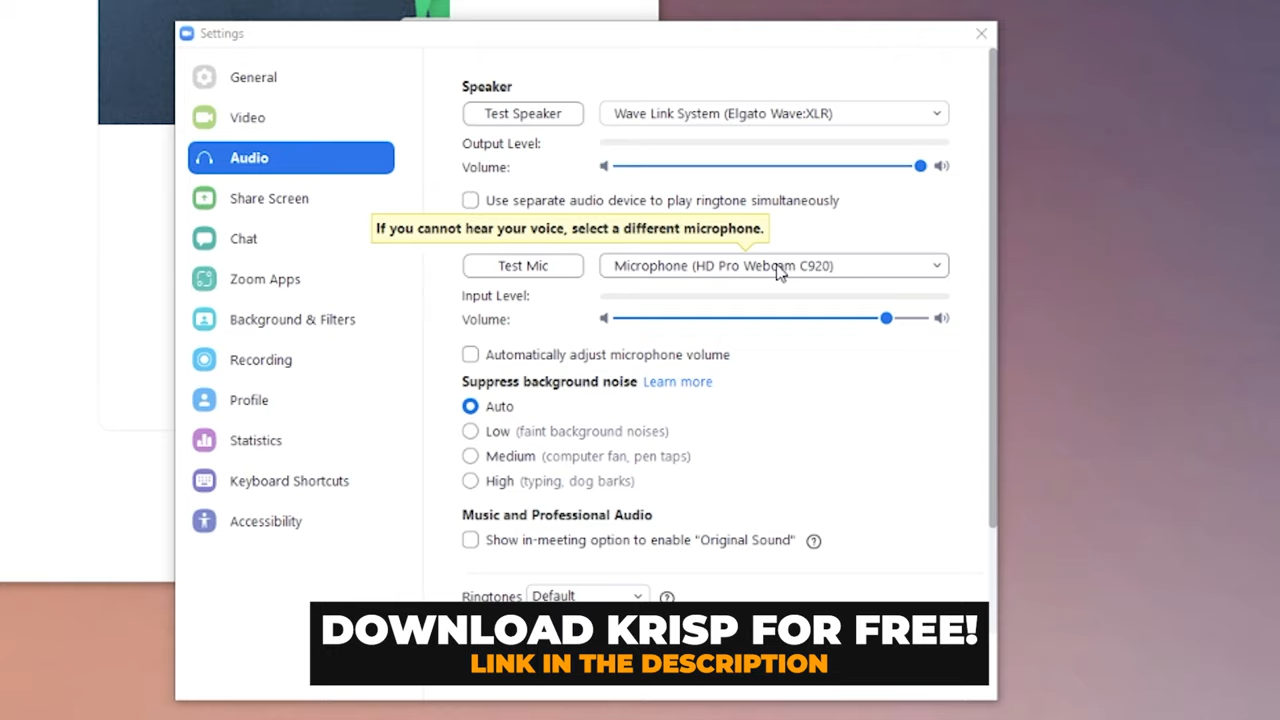 Settings
General
Video
Audio
Share Screen
Chat
Zoom Apps
Background & Filters
Recording
Profile
Statistics
Keyboard Shortcuts
Accessibility
Speaker
Test Speaker
Wave Link System (Elgato Wave:XLR)
Output Level:
Volume:
Use separate audio device to play ringtone simultaneously
If you cannot hear your voice, select a different microphone.
Test Mic
Microphone (HD Pro Webcam C920)
Input Level:
Volume:
Automatically adjust microphone volume
Suppress background noise Learn more
Auto
Low (faint background noises)
Medium (computer fan, pen taps)
High (typing, dog barks)
Music and Professional Audio
Show in-meeting option to enable "Original Sound" ?
Ringtones Default ?
DOWNLOAD KRISP FOR FREE!
LINK IN THE DESCRIPTION